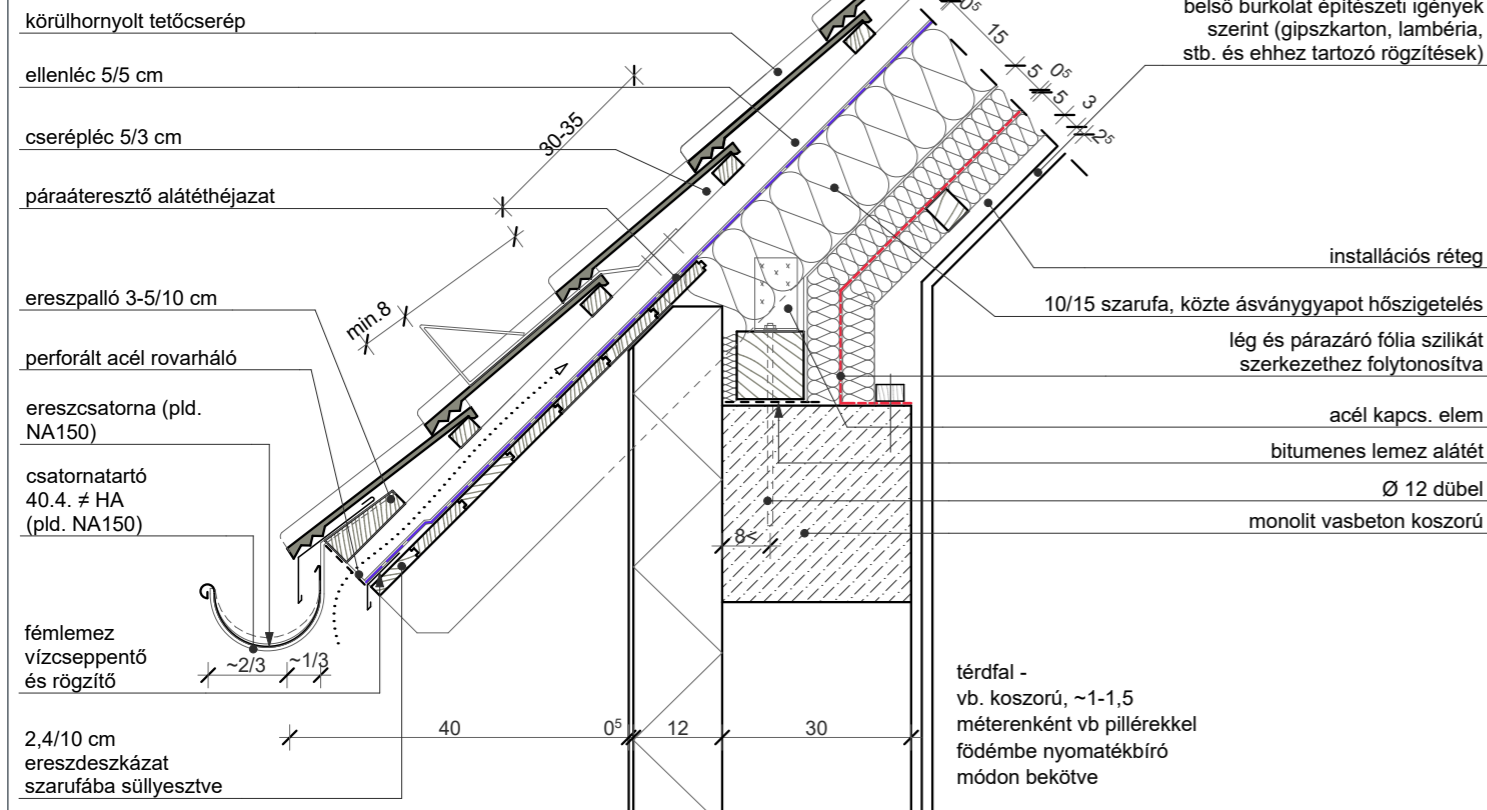 körülhornyolt tetőcserép
ellenléc 5/5 cm
cserépléc 5/3 cm
páraáteresztő alátéthéjazat
ereszpalló 3-5/10 cm
perforált acél rovarháló
ereszcsatorna (pld.
NA150)
csatornatartó
40.4. ≠ HA
(pld. NA150)
fémlemez
vízcseppentő
és rögzítő
2,4/10 cm
ereszdeszkázat
szarufába süllyesztve
30-35
min.8
~2/3
~1/3
40
0⁵
12
30
8<
0⁵
15
5
0⁵
5
3
2⁵
belső burkolat építészeti igények
szerint (gipszkarton, lambéria,
stb. és ehhez tartozó rögzítések)
installációs réteg
10/15 szarufa, közte ásványgyapot hőszigetelés
lég és párazáró fólia szilikát
szerkezethez folytonosítva
acél kapcs. elem
bitumenes lemez alátét
Ø 12 dübel
monolit vasbeton koszorú
térdfal -
vb. koszorú, ~1-1,5
méterenként vb pillérekkel
födémbe nyomatékbíró
módon bekötve